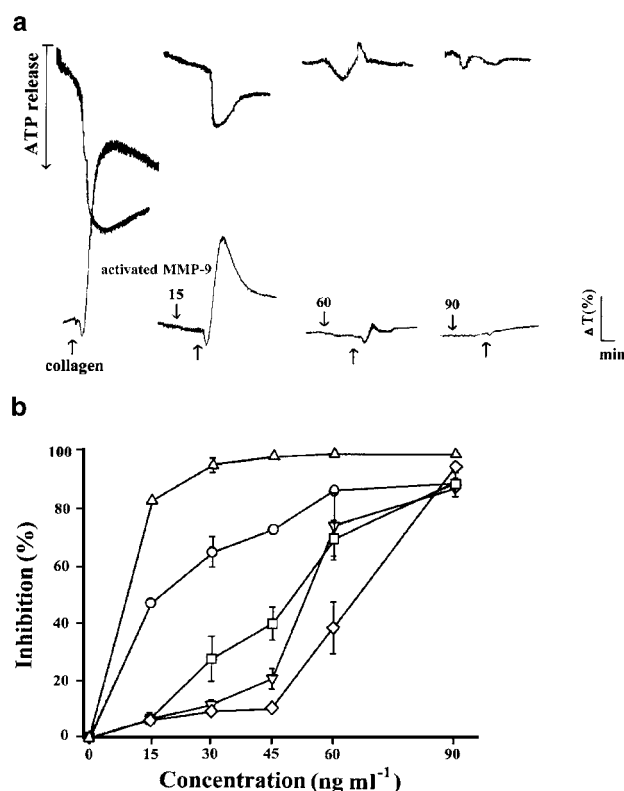 a
ATP release
activated MMP-9
15
60
90
collagen
Δ T(%)
min
b
Inhibition (%)
100
80
60
40
20
0
0 15 30 45 60 90
Concentration (ng ml⁻¹)